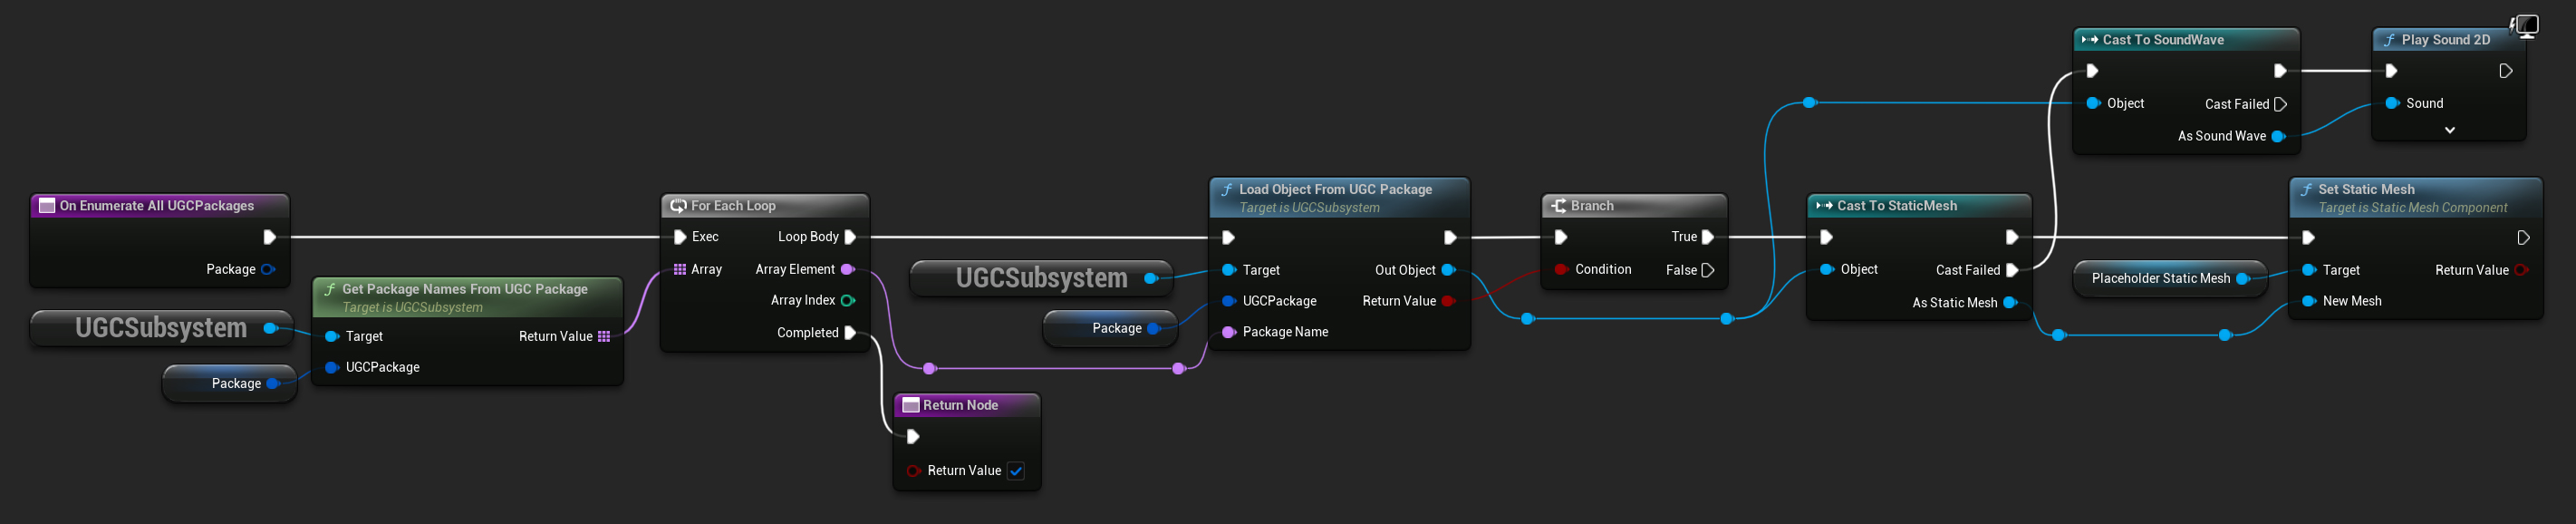 On Enumerate All UGCPackages
Package
UGCSubsystem
Package
Get Package Names From UGC Package
Target is UGCSubsystem
Target
Return Value
UGCPackage
For Each Loop
Exec
Loop Body
Array
Array Element
Array Index
Completed
Return Node
Return Value
UGCSubsystem
Package
Load Object From UGC Package
Target is UGCSubsystem
Target
Out Object
UGCPackage
Return Value
Package Name
Branch
True
Condition
False
Cast To StaticMesh
Object
Cast Failed
As Static Mesh
Cast To SoundWave
Object
Cast Failed
As Sound Wave
Play Sound 2D
Sound
Placeholder Static Mesh
Set Static Mesh
Target is Static Mesh Component
Target
Return Value
New Mesh